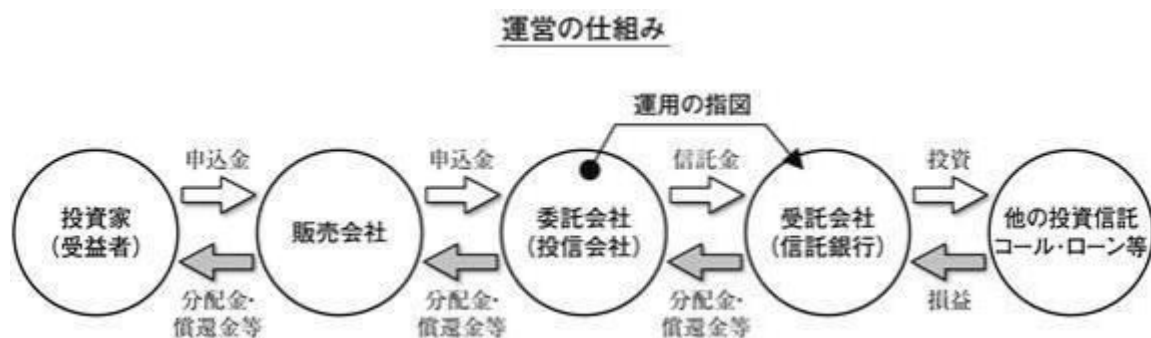 運営の仕組み
運用の指図
申込金
申込金
信託金
投資
投資家
(受益者)
販売会社
委託会社
(投信会社)
受託会社
(信託銀行)
他の投資信託
コール・ローン等
分配金・
償還金等
分配金・
償還金等
分配金・
償還金等
損益